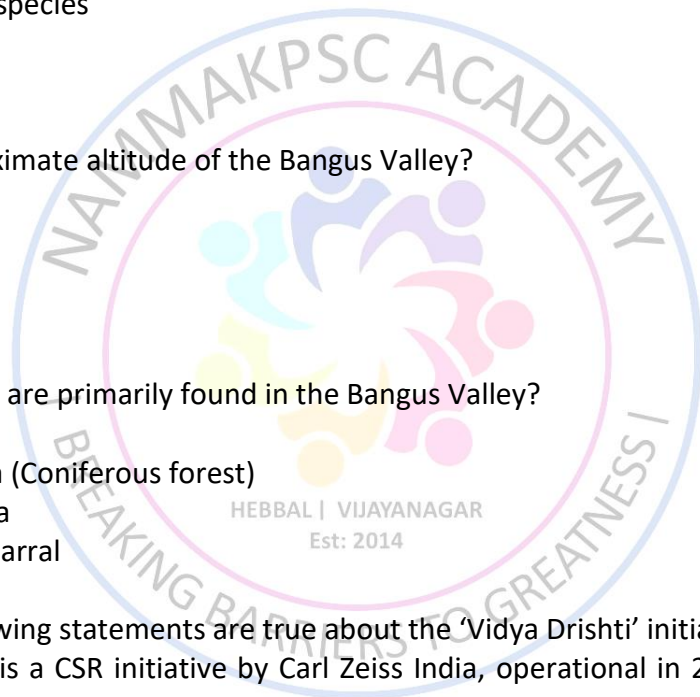 species
NAMMAKPSC ACADEMY
ximate altitude of the Bangus Valley?
are primarily found in the Bangus Valley?
(Coniferous forest)
HEBBAL | VIJAYANAGAR
Est: 2014
arral
| BREAKING BARRIERS TO GREATNESS |
wing statements are true about the ‘Vidya Drishti’ initia
is a CSR initiative by Carl Zeiss India, operational in 2